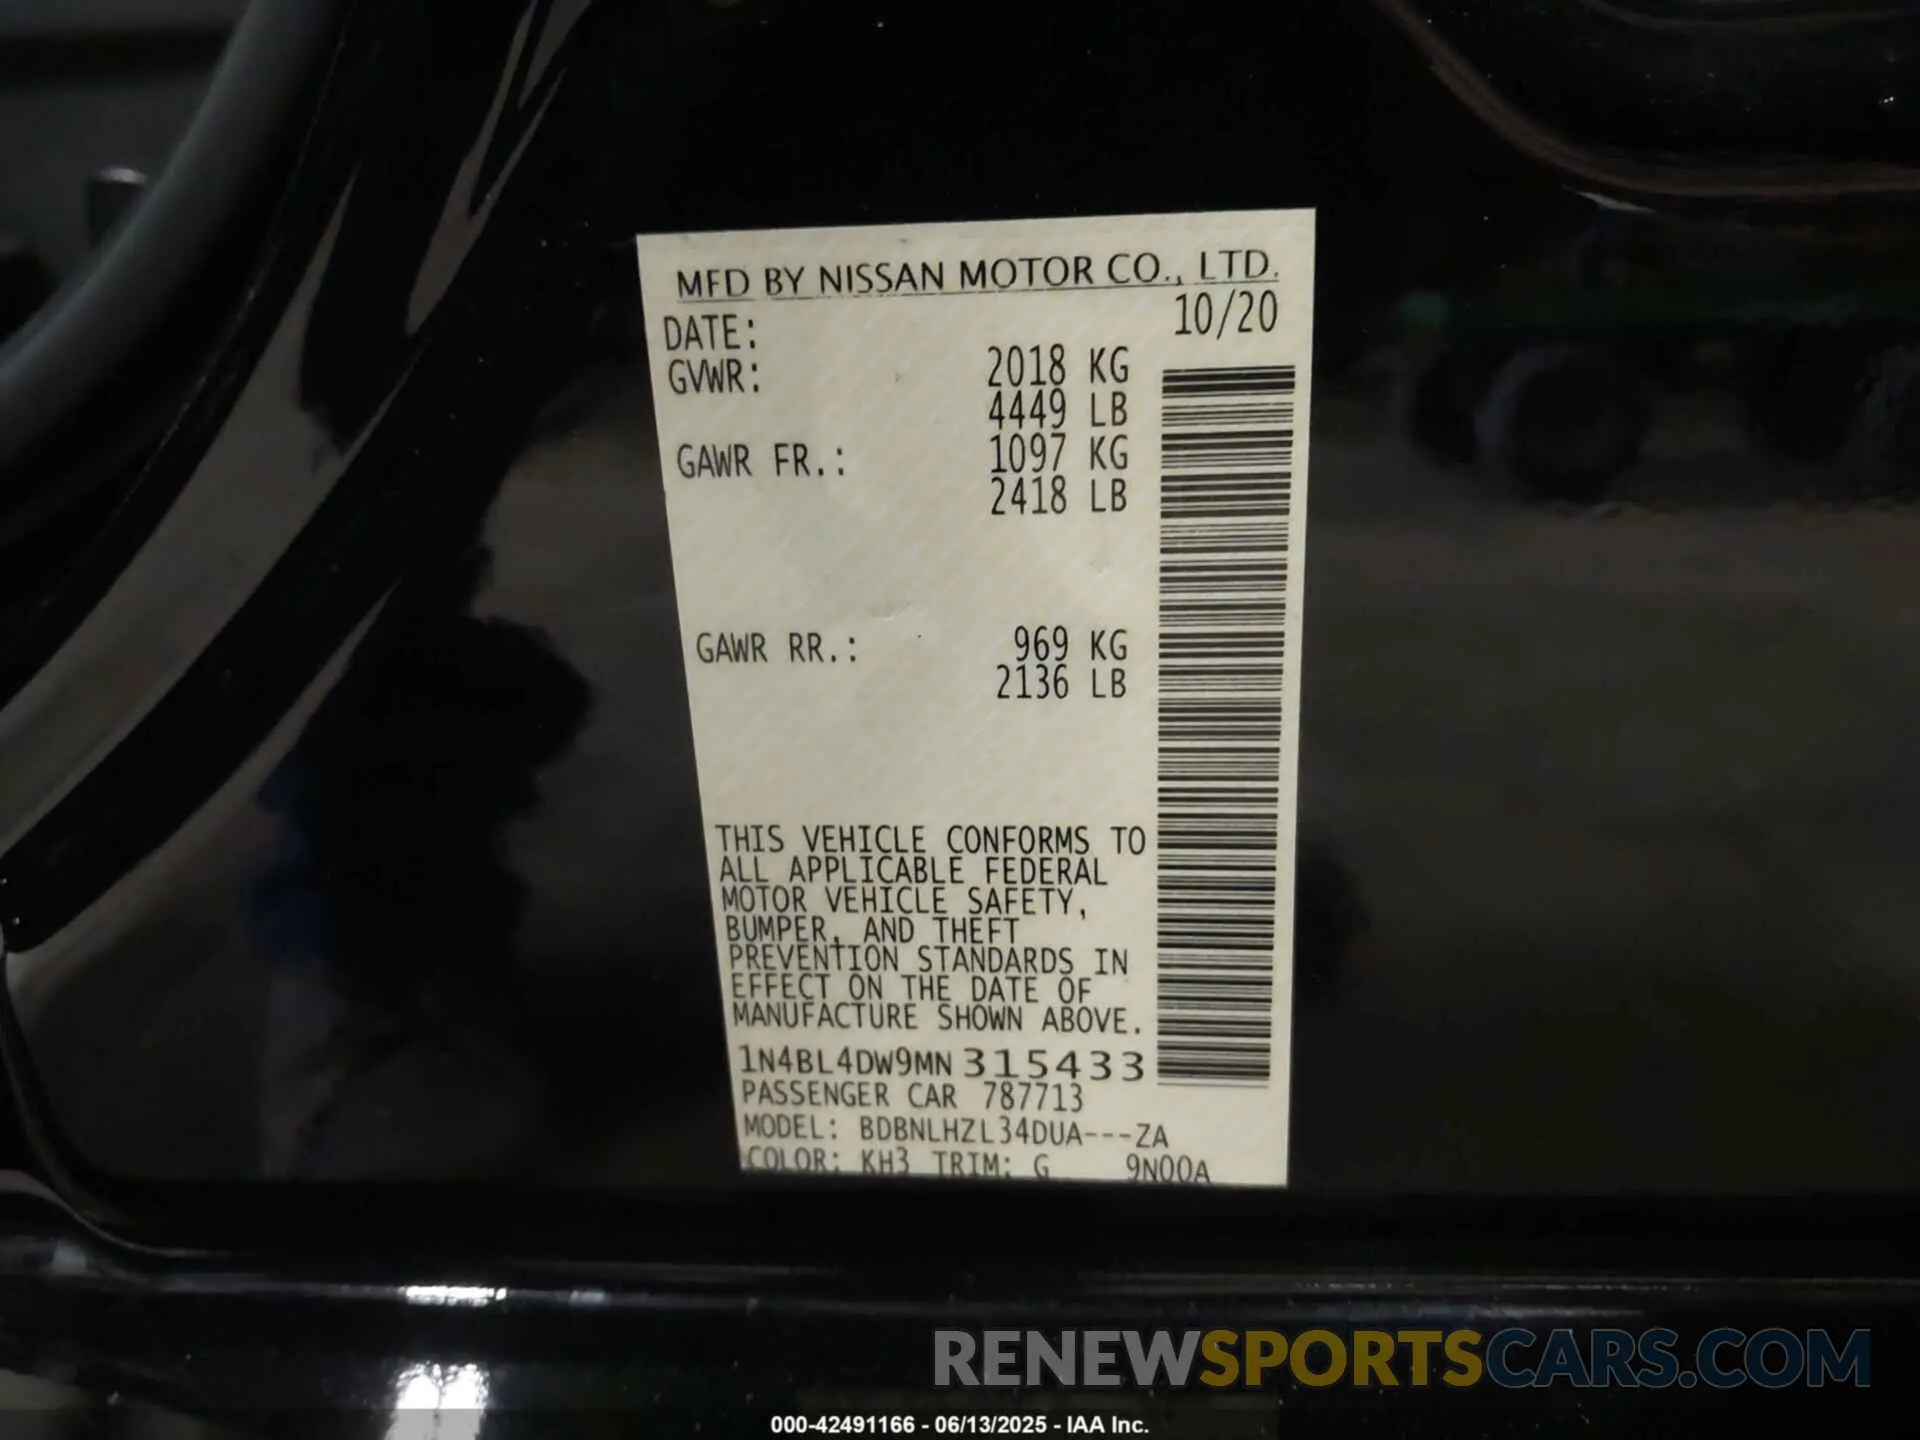 MFD BY NISSAN MOTOR CO., LTD.
DATE: 10/20
GVWR: 2018 KG
4449 LB
GAWR FR.: 1097 KG
2418 LB
GAWR RR.: 969 KG
2136 LB
THIS VEHICLE CONFORMS TO
ALL APPLICABLE FEDERAL
MOTOR VEHICLE SAFETY,
BUMPER, AND THEFT
PREVENTION STANDARDS IN
EFFECT ON THE DATE OF
MANUFACTURE SHOWN ABOVE.
1N4BL4DW9MN 315433
PASSENGER CAR 787713
MODEL: BDBNLHZL34DUA---ZA
COLOR: KH3 TRIM: G 9N00A
RENEWSPORTSCARS.COM
000-42491166 - 06/13/2025 - IAA Inc.